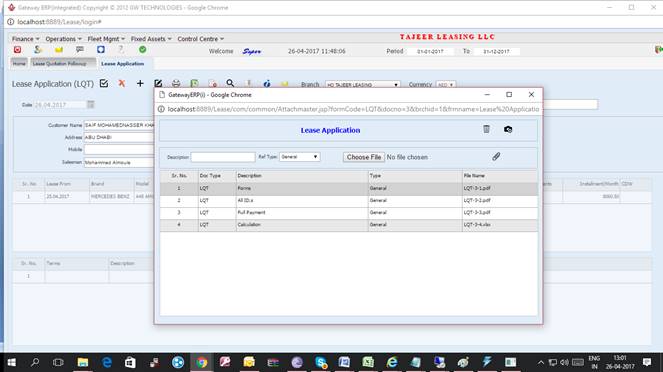 Gateway ERP(Integrated) Copyright © 2012 GW TECHNOLOGIES - Google Chrome
localhost:8889/Lease/login#
Finance Operations Fleet Mgmt Fixed Assets Control Centre
TAJEER LEASING LLC
Welcome Super 26-04-2017 11:48:06 Period 01-01-2017 To 31-12-2017
Home Lease Quotation Followup Lease Application
Lease Application (LQT) Branch HO TAJEER LEASING Currency AED
Date 26.04.2017
Customer Name SAIF MOHAMEDNASSER KHA
Address ABU DHABI
Mobile
Salesman Mohammed Almoula
Sr. No. Lease From Brand Model Installment/Month CDW
1 25.04.2017 MERCEDES BENZ
Sr. No. Terms Description
1
GatewayERP(i) - Google Chrome
localhost:8889/Lease/com/common/Attachmaster.jsp?formCode=LQT&docno=3&brchid=1&frmname=Lease%20Applicatio
Lease Application
Description Ref Type: General Choose File No file chosen
Sr. No. Doc Type Description Type File Name
1 LQT Forms General LQT-3-1.pdf
2 LQT All ID.s General LQT-3-2.pdf
3 LQT Full Payment General LQT-3-3.pdf
4 LQT Calculation General LQT-3-4.xlsx
ENG 13:01
IN 26-04-2017